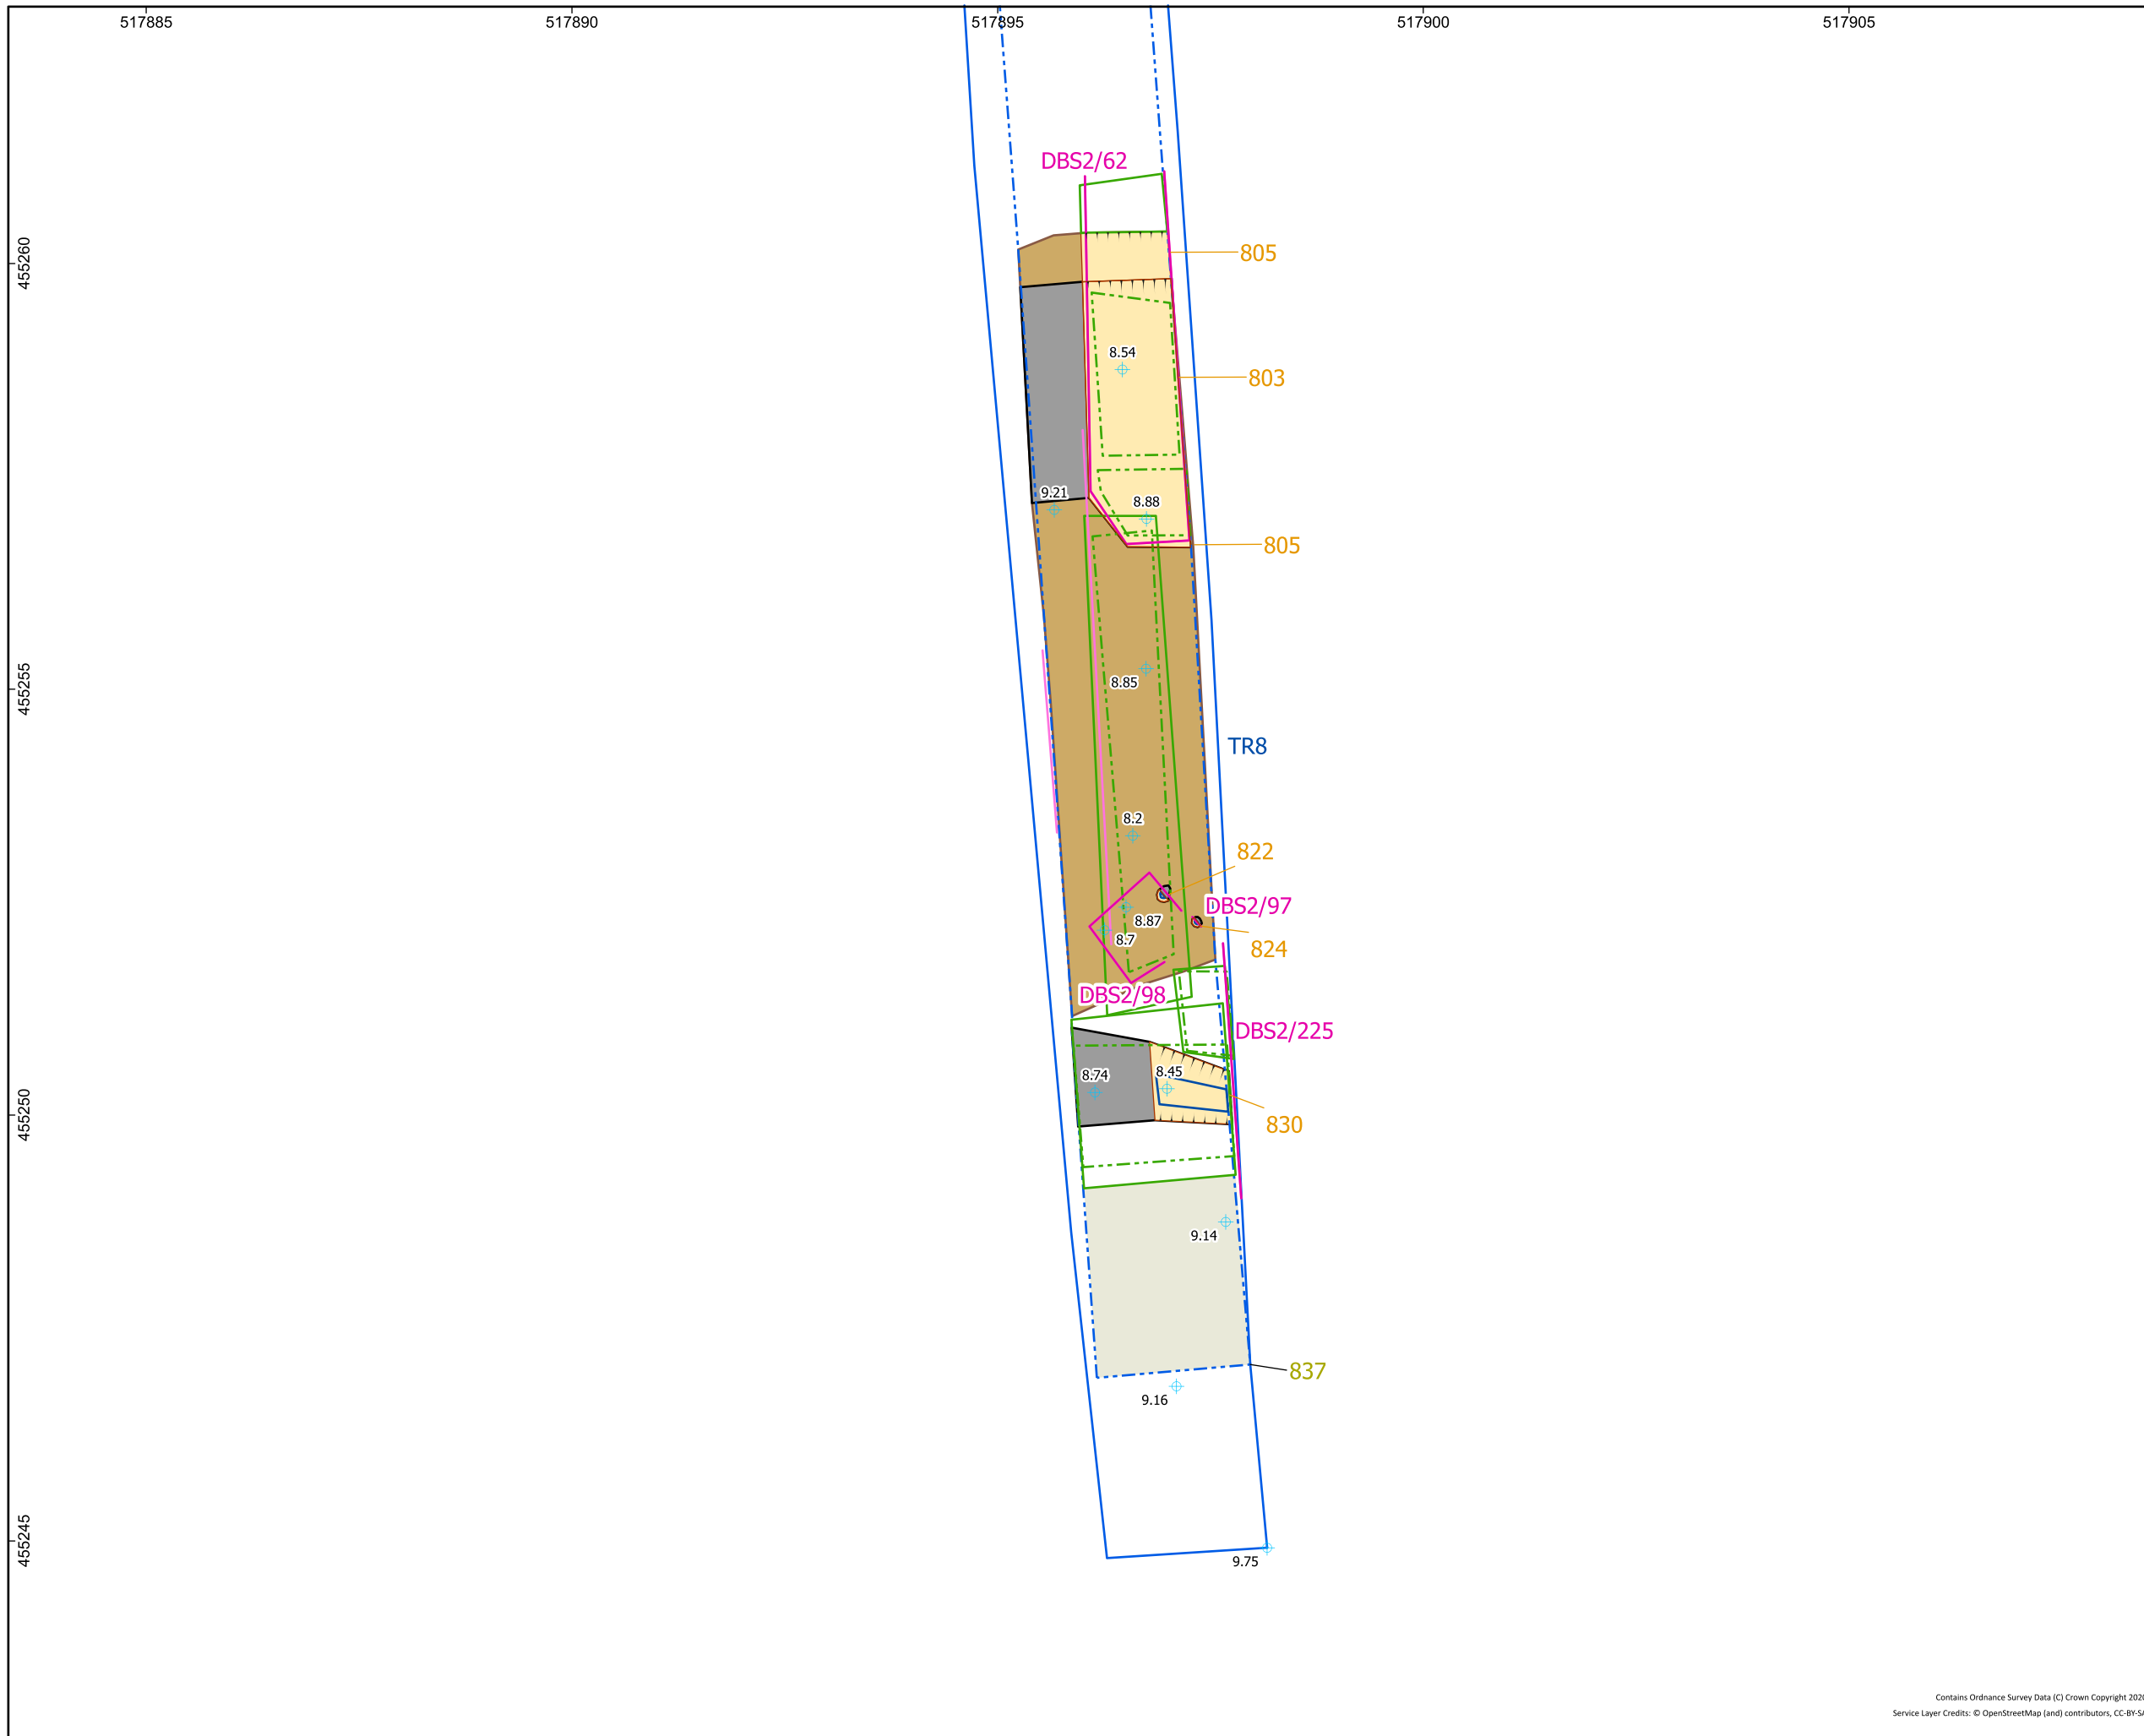 517885 517890 517895 517900 517905
DBS2/62
805
455260
8.54
803
9.21
8.88
805
455255
8.85
TR8
8.2
822
DBS2/97
8.87
8.7
824
DBS2/98
DBS2/225
8.74
8.45
455250
830
9.14
837
9.16
455245
9.75
Contains Ordnance Survey Data (C) Crown Copyright 2020
Service Layer Credits: © OpenStreetMap (and) contributors, CC-BY-SA